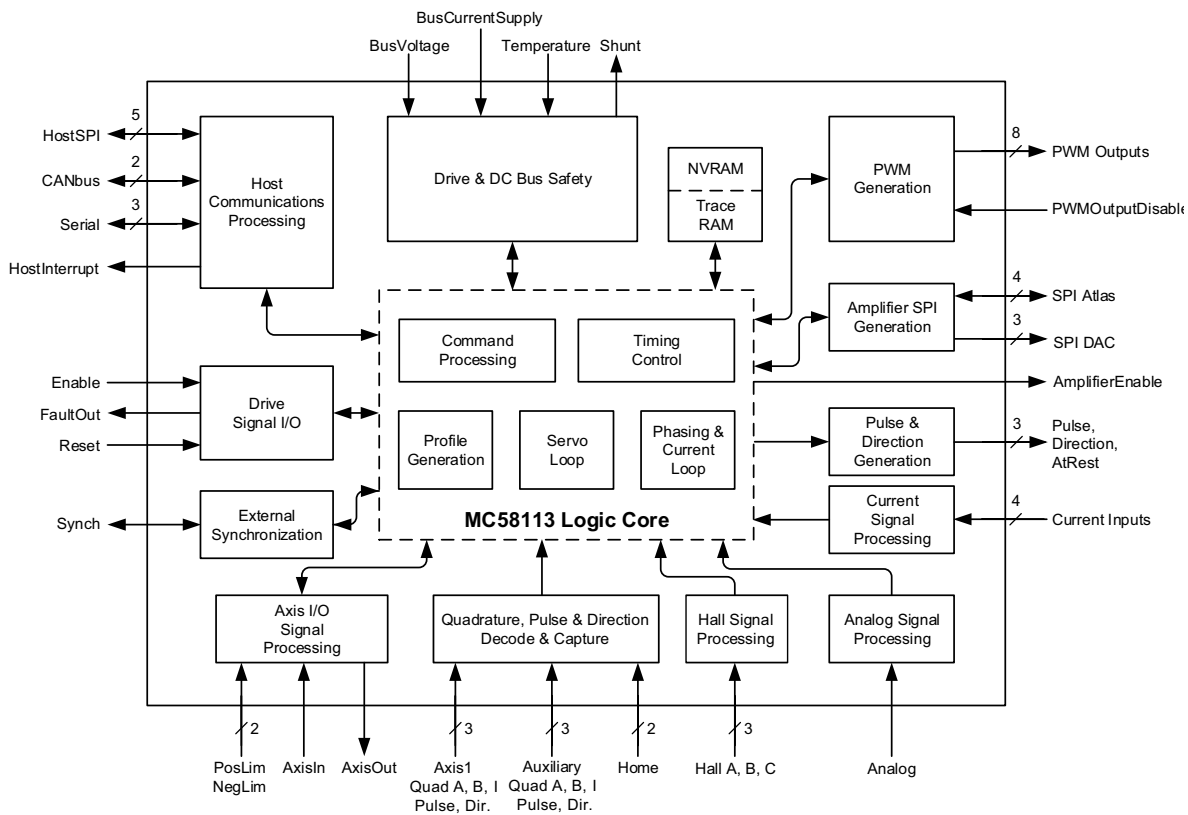 BusCurrentSupply
BusVoltage
Temperature
Shunt
HostSPI
5
CANbus
2
Serial
3
HostInterrupt
Host
Communications
Processing
Drive & DC Bus Safety
NVRAM
Trace
RAM
PWM
Generation
8
PWM Outputs
PWMOutputDisable
Amplifier SPI
Generation
4
SPI Atlas
3
SPI DAC
AmplifierEnable
Command
Processing
Timing
Control
Enable
FaultOut
Reset
Drive
Signal I/O
Profile
Generation
Servo
Loop
Phasing &
Current
Loop
Pulse &
Direction
Generation
3
Pulse,
Direction,
AtRest
Synch
External
Synchronization
MC58113 Logic Core
Current
Signal
Processing
4
Current Inputs
Axis I/O
Signal
Processing
Quadrature, Pulse & Direction
Decode & Capture
Hall Signal
Processing
Analog Signal
Processing
2
3
3
2
3
PosLim
NegLim
AxisIn
AxisOut
Axis1
Quad A, B, I
Pulse, Dir.
Auxiliary
Quad A, B, I
Pulse, Dir.
Home
Hall A, B, C
Analog